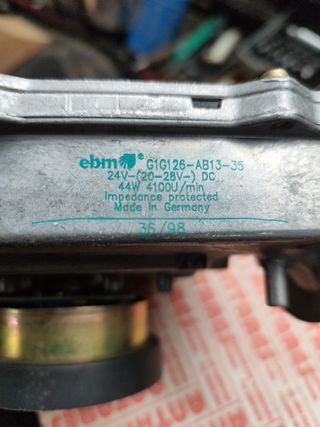 ebm G1G126-AB13-35
24V-(20-28V-) DC
44W 4100U/min
Impedance protected
Made in Germany
36/98